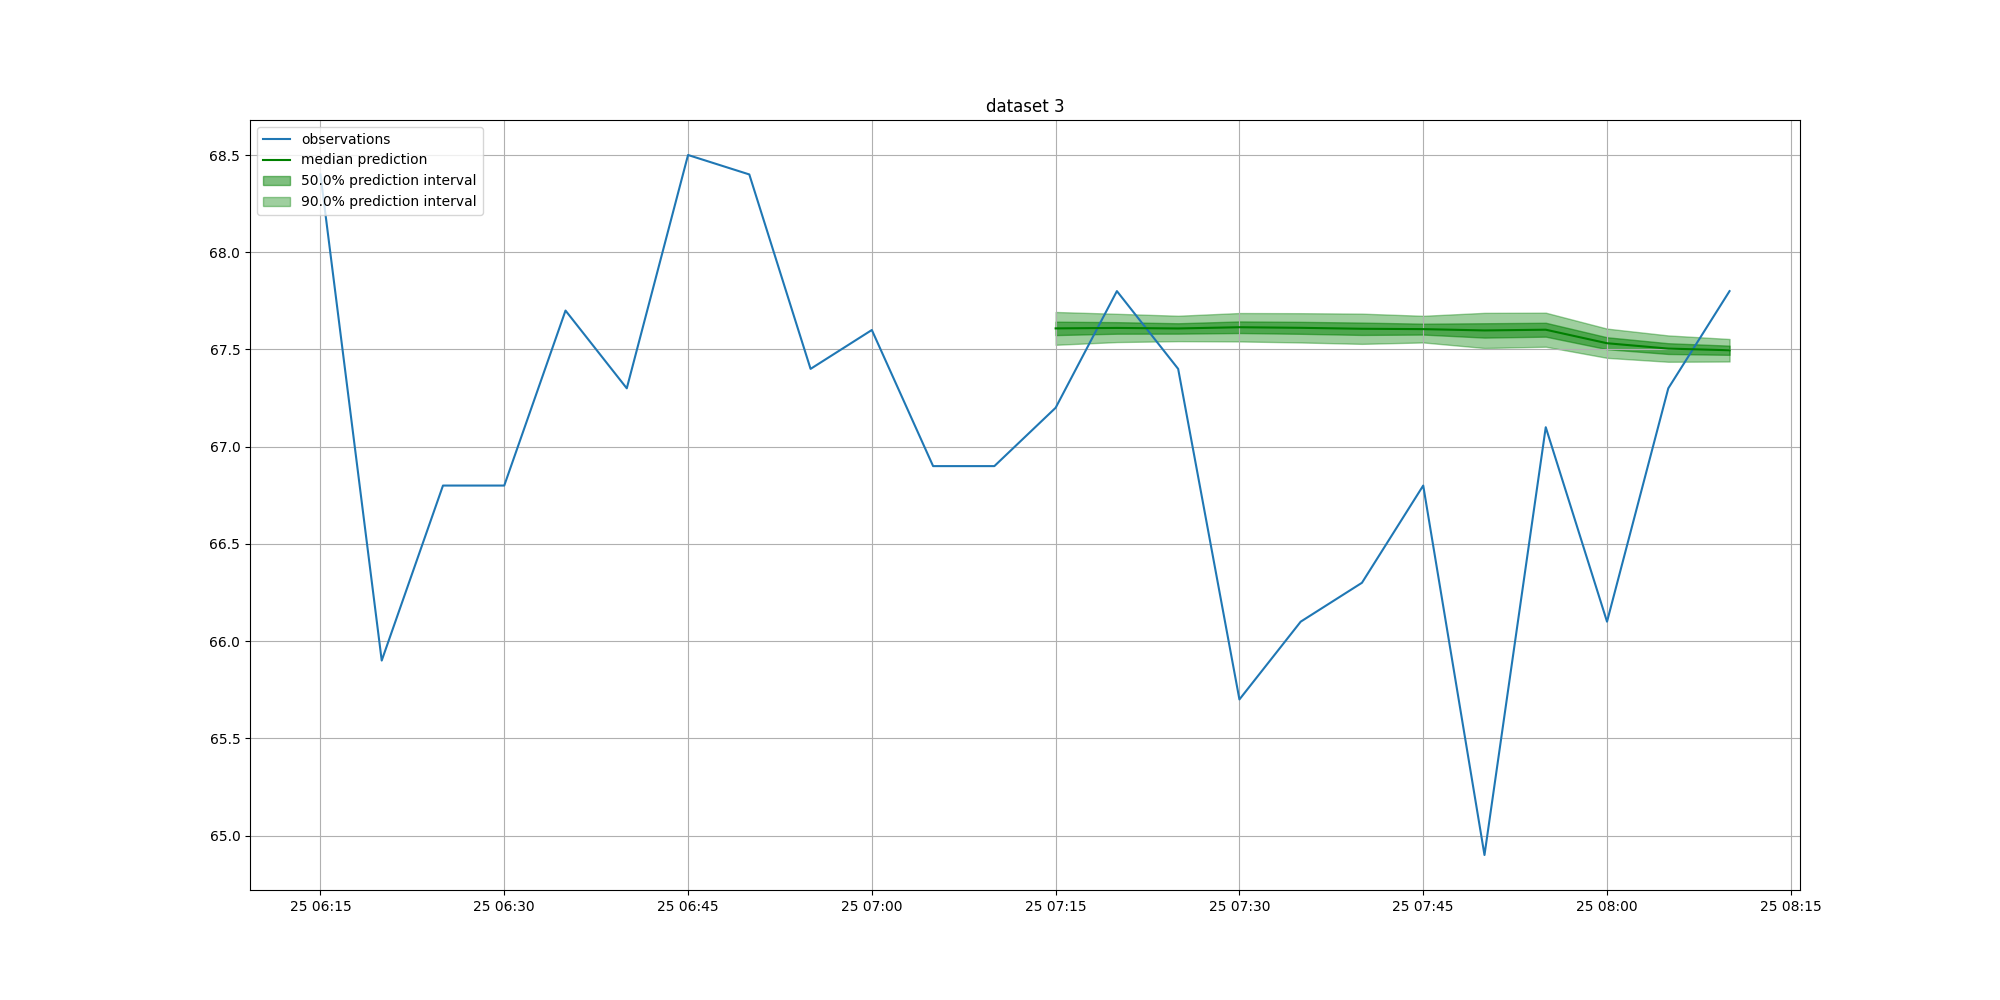 dataset 3
observations
median prediction
50.0% prediction interval
90.0% prediction interval
68.5
68.0
67.5
67.0
66.5
66.0
65.5
65.0
25 06:15 25 06:30 25 06:45 25 07:00 25 07:15 25 07:30 25 07:45 25 08:00 25 08:15